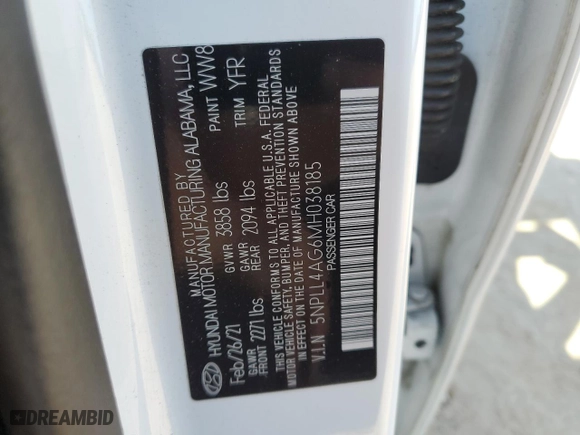 MANUFACTURED BY
HYUNDAI MOTOR MANUFACTURING ALABAMA, LLC
Feb/26/21 GVWR 3858 lbs PAINT WW8
GAWR GAWR
FRONT 2271 lbs REAR 2094 lbs TRIM YFR
THIS VEHICLE CONFORMS TO ALL APPLICABLE U.S.A. FEDERAL
MOTOR VEHICLE SAFETY, BUMPER, AND THEFT PREVENTION STANDARDS
IN EFFECT ON THE DATE OF MANUFACTURE SHOWN ABOVE
V.I.N 5NPLL4AG6MH038185
PASSENGER CAR
DREAMBID